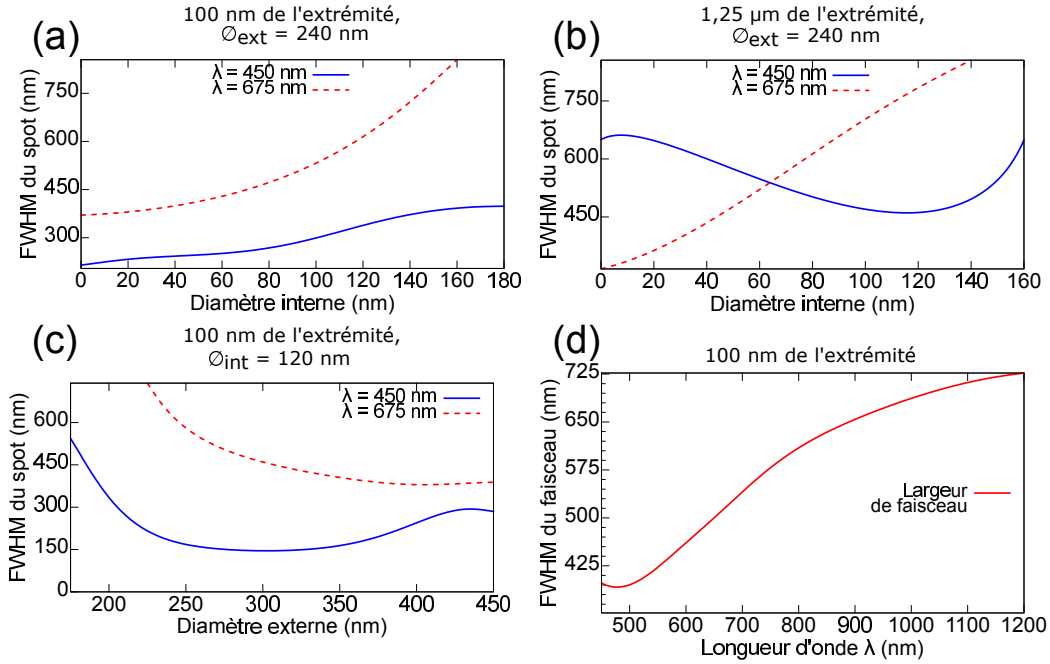 (a)
100 nm de l'extrémité,
∅ext = 240 nm
λ = 450 nm
λ = 675 nm
FWHM du spot (nm)
750
600
450
300
0 20 40 60 80 100 120 140 160 180
Diamètre interne (nm)
(b)
1,25 µm de l'extrémité,
∅ext = 240 nm
λ = 450 nm
λ = 675 nm
FWHM du spot (nm)
750
600
450
0 20 40 60 80 100 120 140 160
Diamètre interne (nm)
(c)
100 nm de l'extrémité,
∅int = 120 nm
λ = 450 nm
λ = 675 nm
FWHM du spot (nm)
600
450
300
150
0
200 250 300 350 400 450
Diamètre externe (nm)
(d)
100 nm de l'extrémité
FWHM du faisceau (nm)
725
650
575
500
425
Largeur
de faisceau
500 600 700 800 900 1000 1100 1200
Longueur d'onde λ (nm)